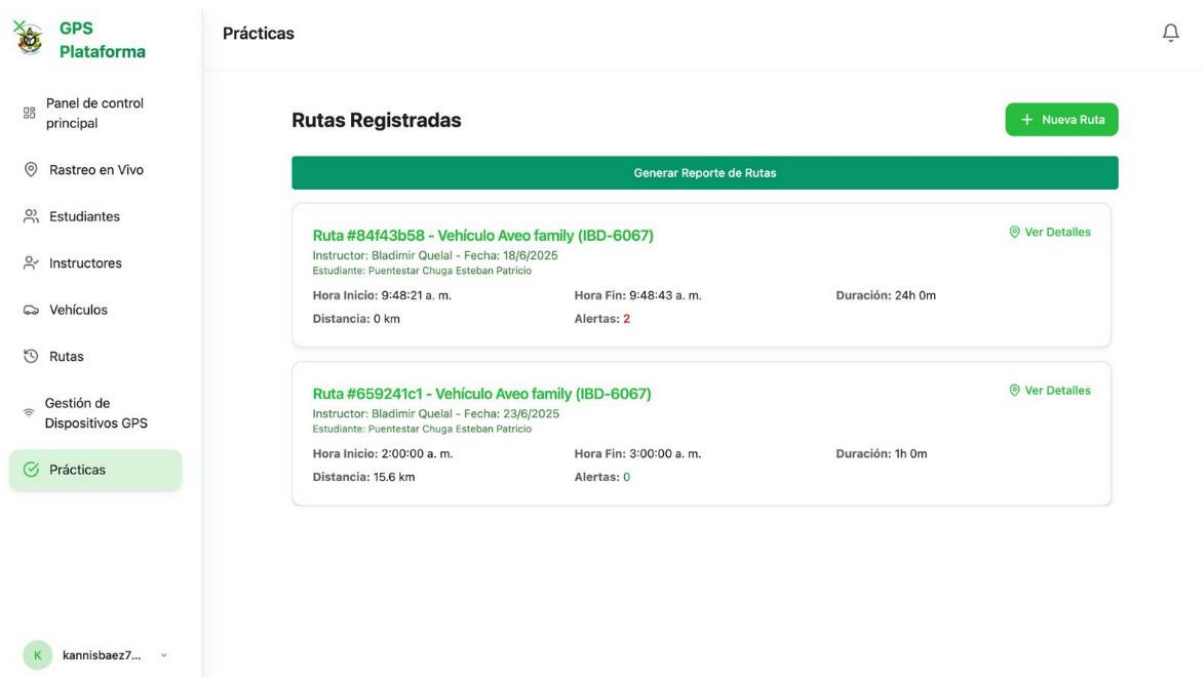 GPS
Plataforma
Prácticas
Panel de control
principal
Rastreo en Vivo
Estudiantes
Instructores
Vehículos
Rutas
Gestión de
Dispositivos GPS
Prácticas
K
kannisbaez7...
Rutas Registradas
+ Nueva Ruta
Generar Reporte de Rutas
Ruta #84f43b58 - Vehículo Aveo family (IBD-6067)
Ver Detalles
Instructor: Bladimir Quelal - Fecha: 18/6/2025
Estudiante: Puentestar Chuga Esteban Patricio
Hora Inicio: 9:48:21 a. m.
Hora Fin: 9:48:43 a. m.
Duración: 24h 0m
Distancia: 0 km
Alertas: 2
Ruta #659241c1 - Vehículo Aveo family (IBD-6067)
Ver Detalles
Instructor: Bladimir Quelal - Fecha: 23/6/2025
Estudiante: Puentestar Chuga Esteban Patricio
Hora Inicio: 2:00:00 a. m.
Hora Fin: 3:00:00 a. m.
Duración: 1h 0m
Distancia: 15.6 km
Alertas: 0